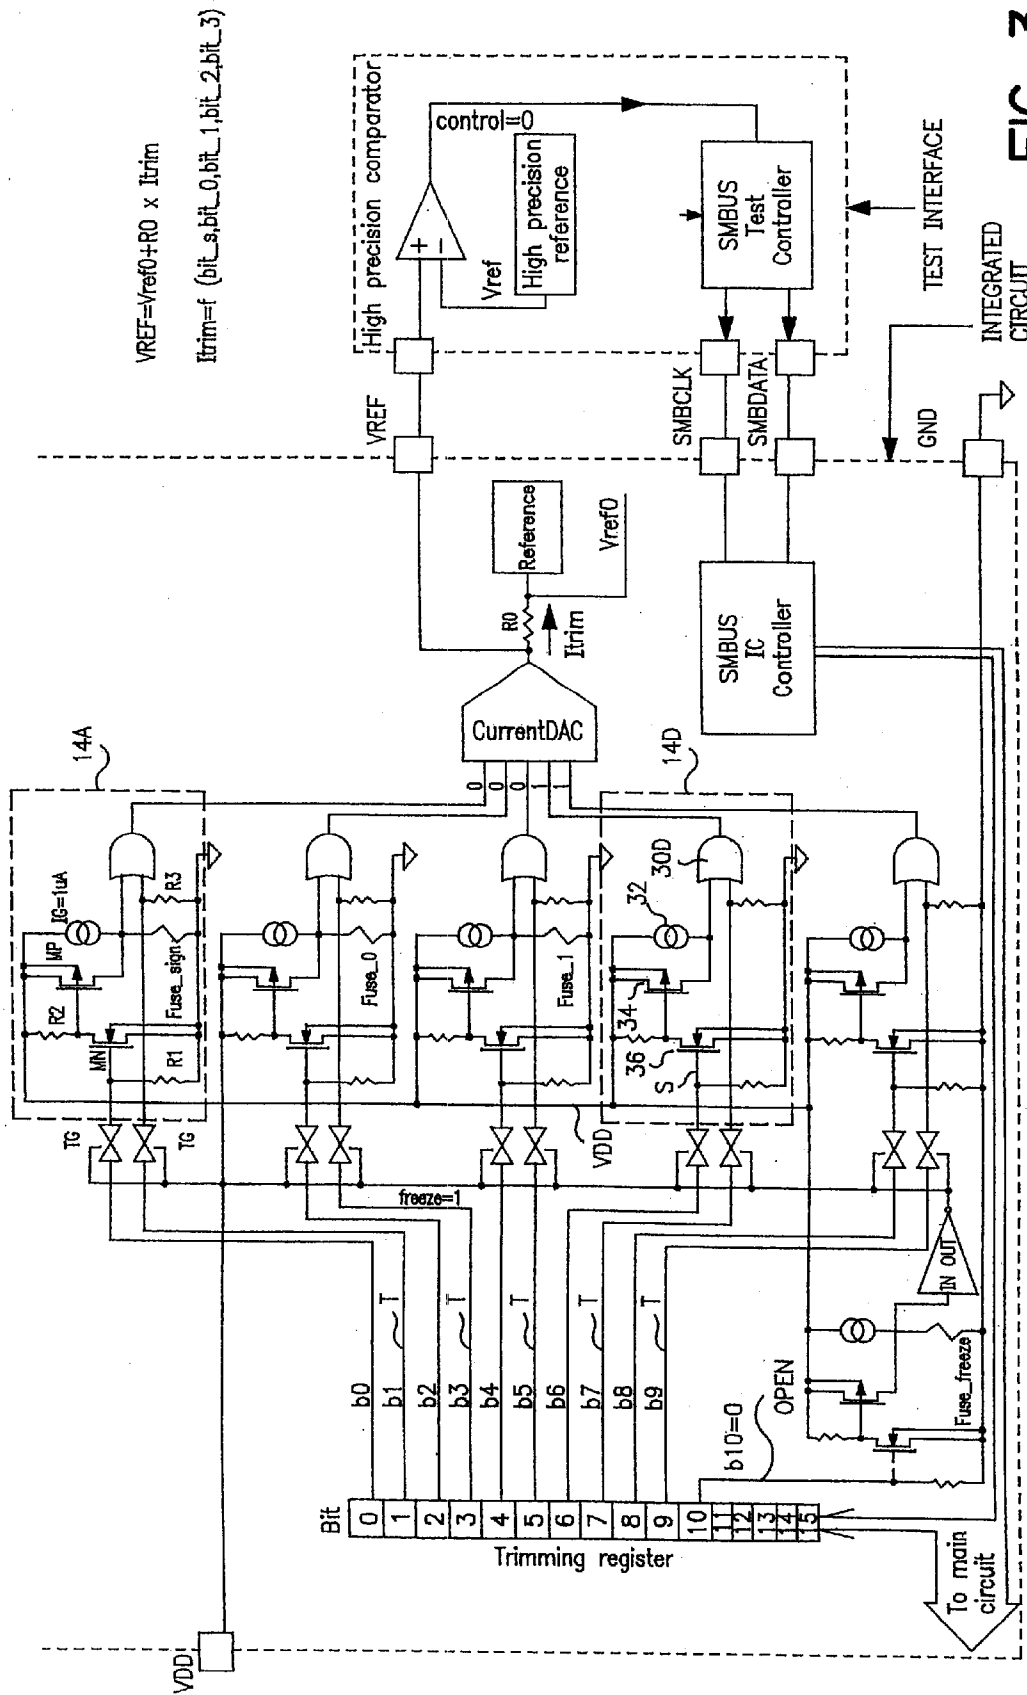 VDD
VREF=Vref0+R0 x Itrim
Itrim=f (bit_s,bit_0,bit_1,bit_2,bit_3)
14A
TG
TG
R2
MP
IG=1uA
MN
R1
Fuse_sign
R3
Fuse_0
freeze=1
Fuse_1
VDD
14D
36
34
32
30D
S
0
0
0
1
1
CurrentDAC
R0
Itrim
Reference
Vref0
VREF
High precision comparator
+
-
control=0
Vref
High precision
reference
SMBUS
Test
Controller
SMBCLK
SMBDATA
SMBUS
IC
Controller
TEST INTERFACE
GND
INTEGRATED
CIRCUIT
Bit
0
1
2
3
4
5
6
7
8
9
10
11
12
13
14
15
Trimming register
b0
b1
T
b2
b3
T
b4
b5
T
b6
b7
T
b8
b9
T
b10=0
OPEN
Fuse_freeze
IN OUT
To main
circuit
FIG. 3